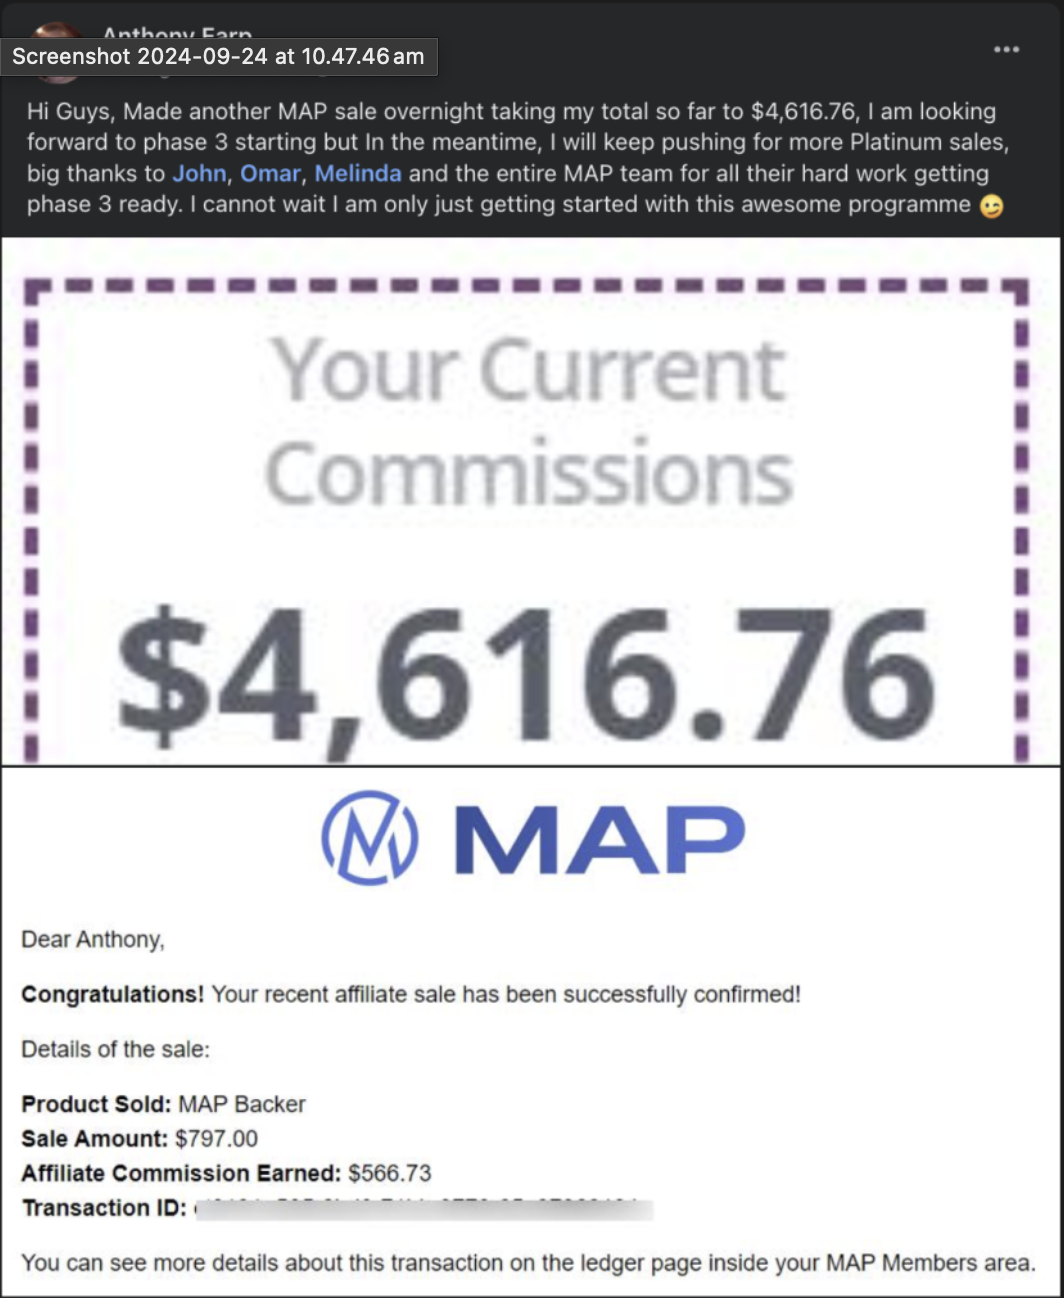 Anthony Earp
Screenshot 2024-09-24 at 10.47.46 am
Hi Guys, Made another MAP sale overnight taking my total so far to $4,616.76, I am looking
forward to phase 3 starting but In the meantime, I will keep pushing for more Platinum sales,
big thanks to John, Omar, Melinda and the entire MAP team for all their hard work getting
phase 3 ready. I cannot wait I am only just getting started with this awesome programme 😉
Your Current
Commissions
$4,616.76
MAP
Dear Anthony,
Congratulations! Your recent affiliate sale has been successfully confirmed!
Details of the sale:
Product Sold: MAP Backer
Sale Amount: $797.00
Affiliate Commission Earned: $566.73
Transaction ID:
You can see more details about this transaction on the ledger page inside your MAP Members area.